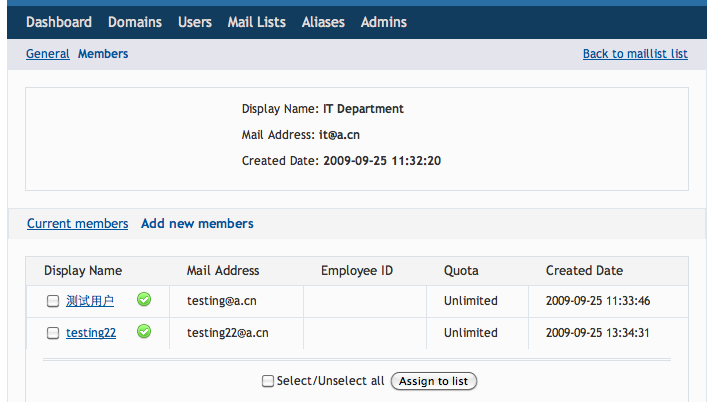 Dashboard Domains Users Mail Lists Aliases Admins
General Members Back to maillist list
Display Name: IT Department
Mail Address: it@a.cn
Created Date: 2009-09-25 11:32:20
Current members Add new members
Display Name Mail Address Employee ID Quota Created Date
测试用户 testing@a.cn Unlimited 2009-09-25 11:33:46
testing22 testing22@a.cn Unlimited 2009-09-25 13:34:31
Select/Unselect all Assign to list